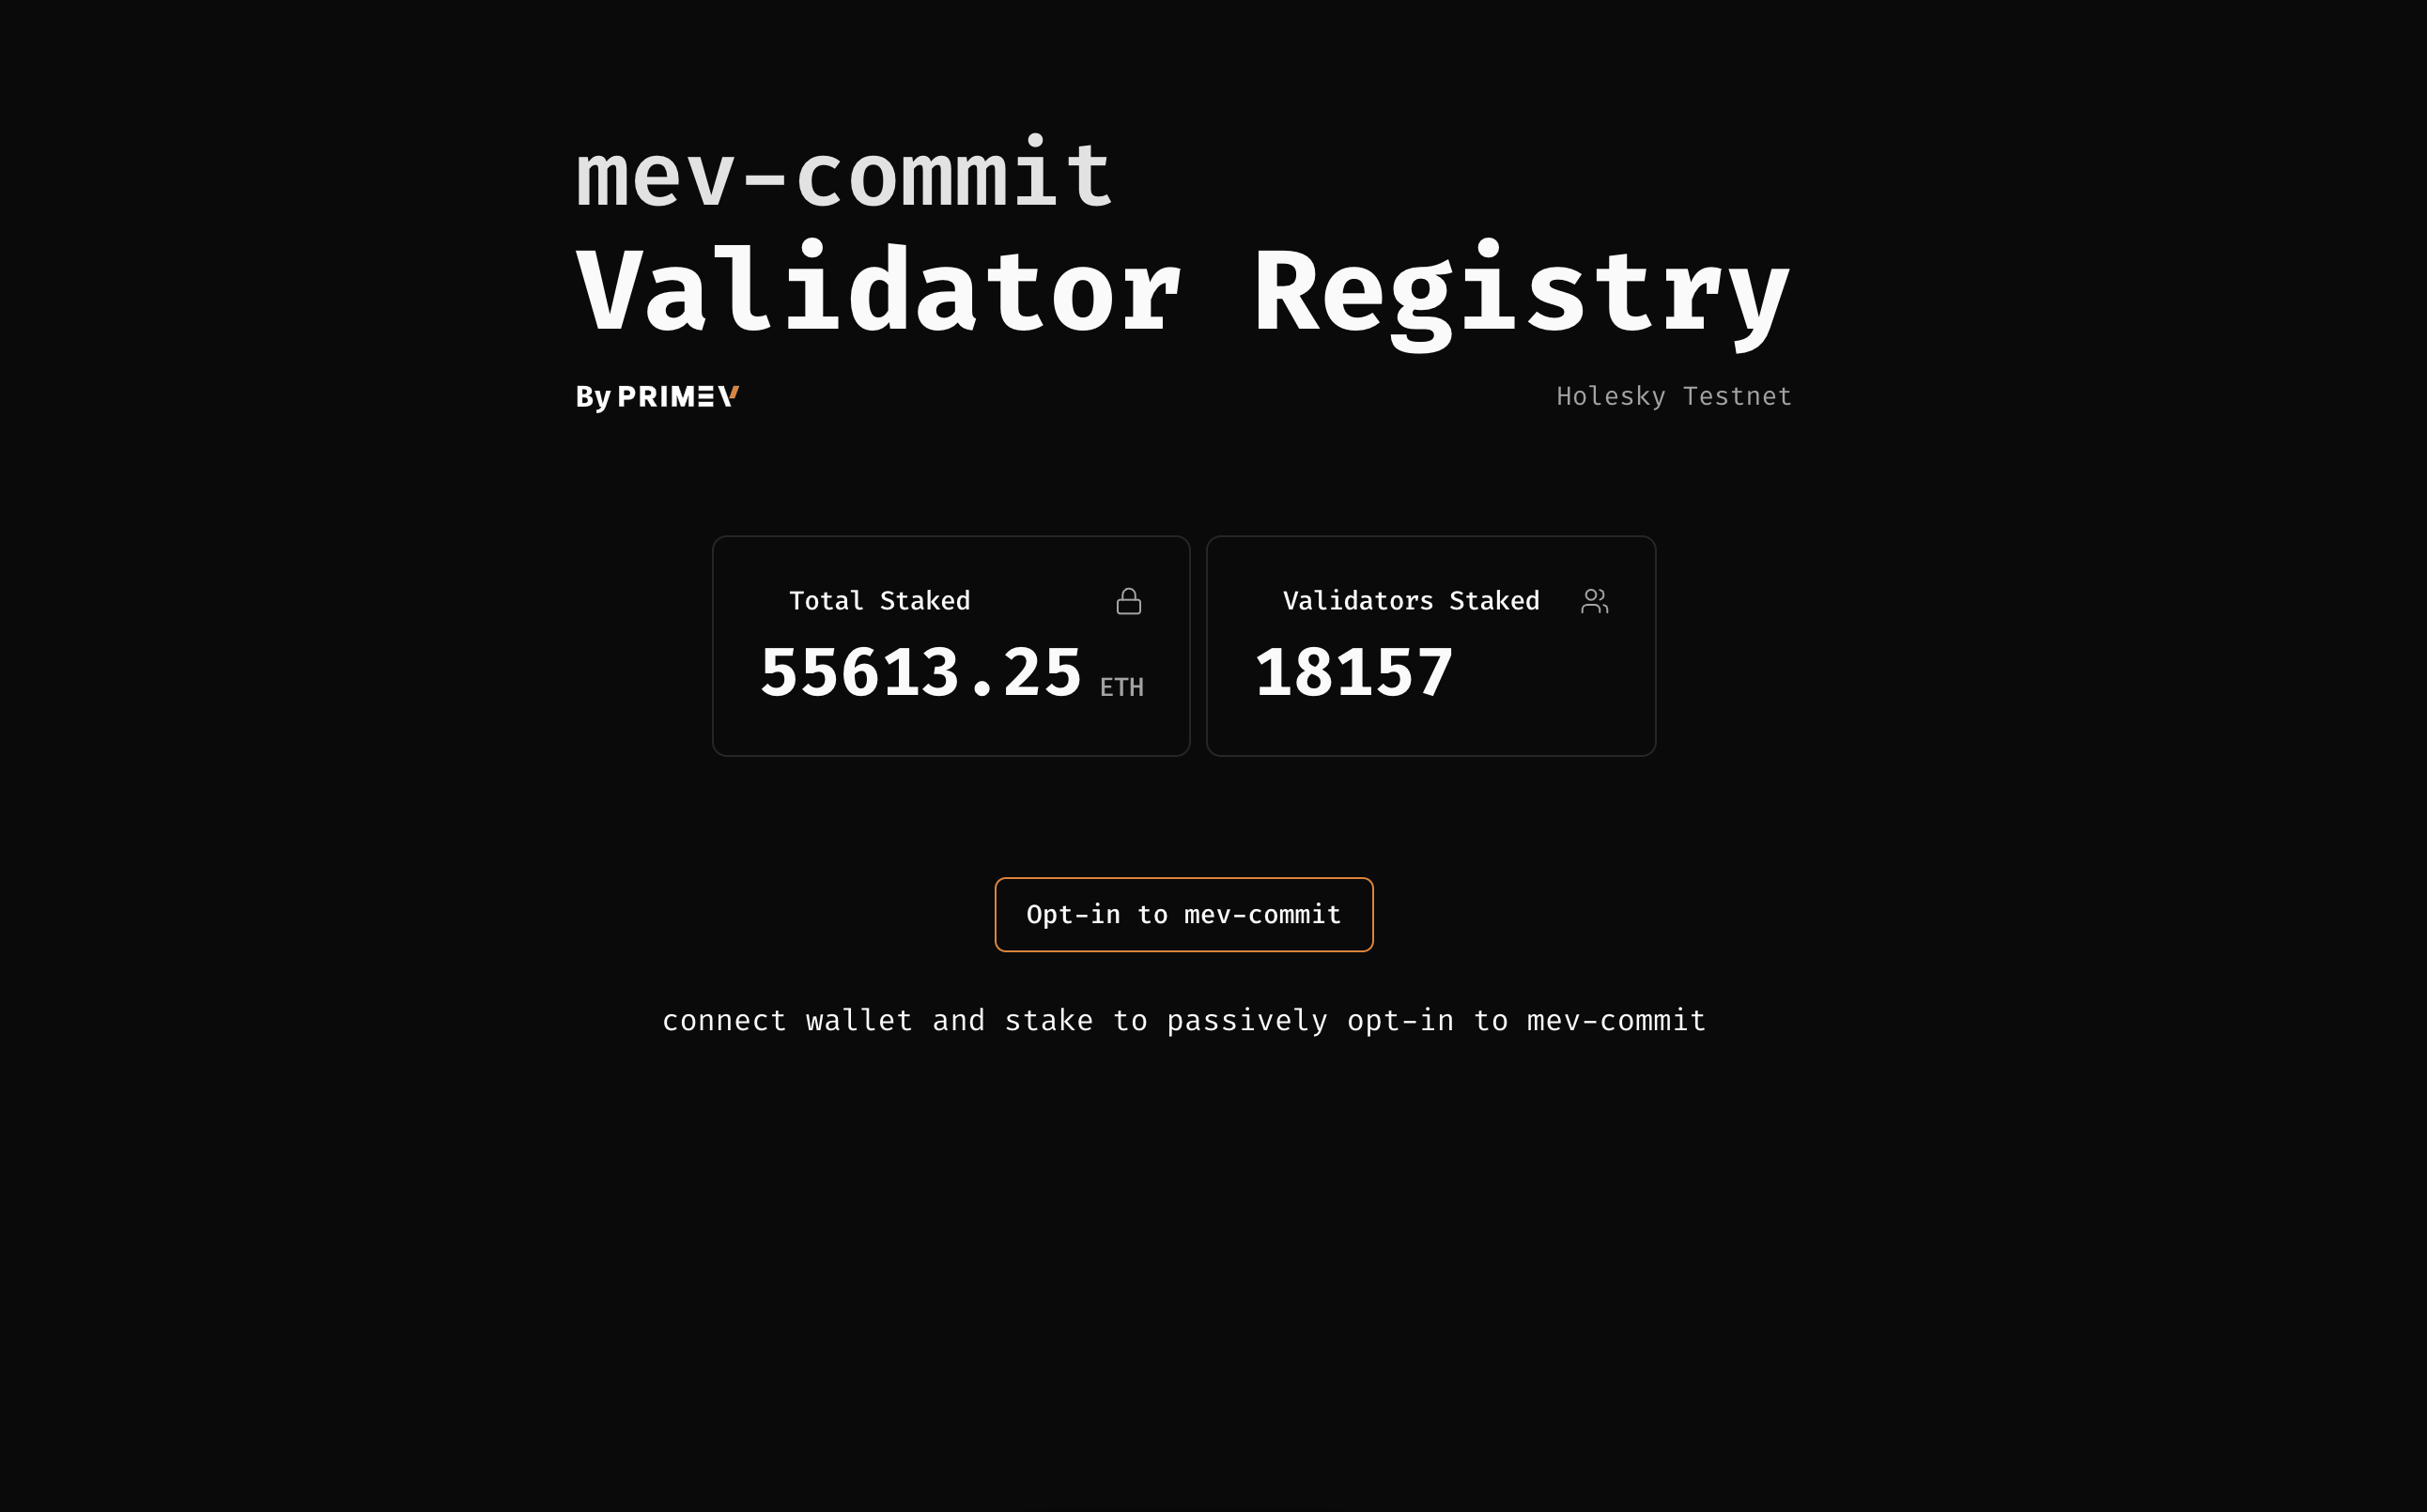 mev-commit
Validator Registry
By PRIMEV
Holesky Testnet
Total Staked
55613.25 ETH
Validators Staked
18157
Opt-in to mev-commit
connect wallet and stake to passively opt-in to mev-commit